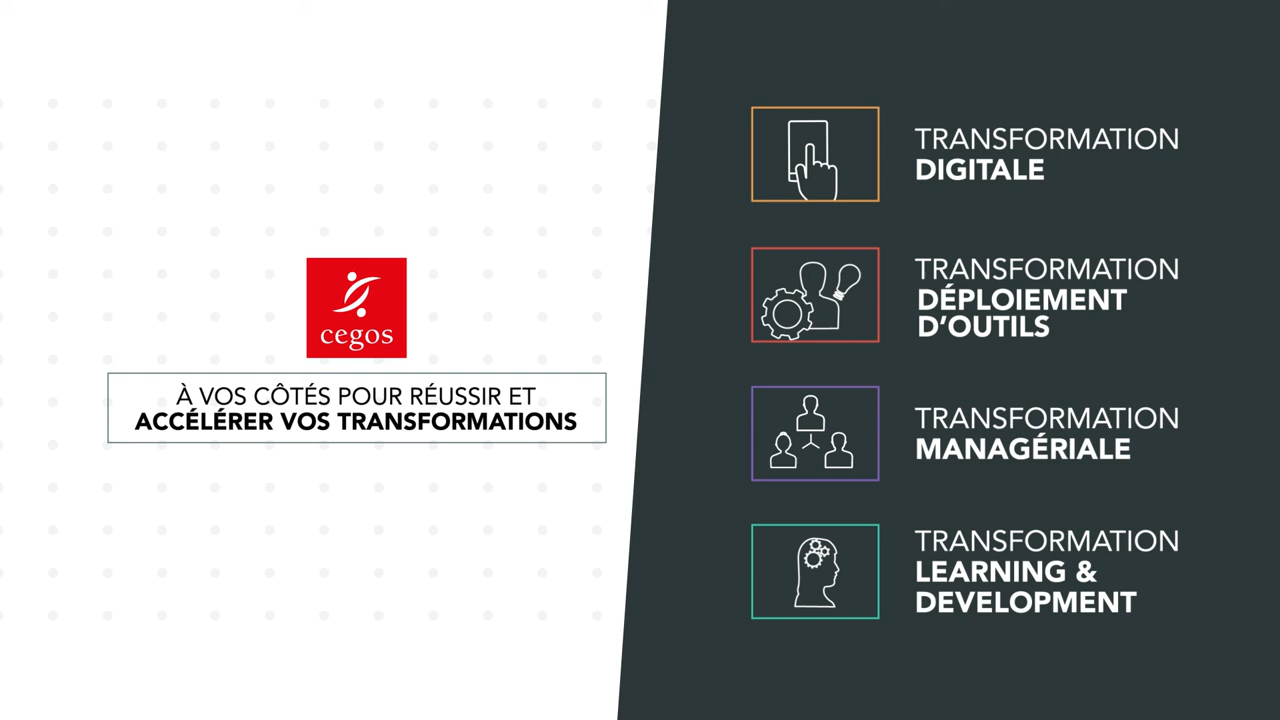 cegos
À VOS CÔTÉS POUR RÉUSSIR ET
ACCÉLÉRER VOS TRANSFORMATIONS
TRANSFORMATION
DIGITALE
TRANSFORMATION
DÉPLOIEMENT
D’OUTILS
TRANSFORMATION
MANAGÉRIALE
TRANSFORMATION
LEARNING &
DEVELOPMENT